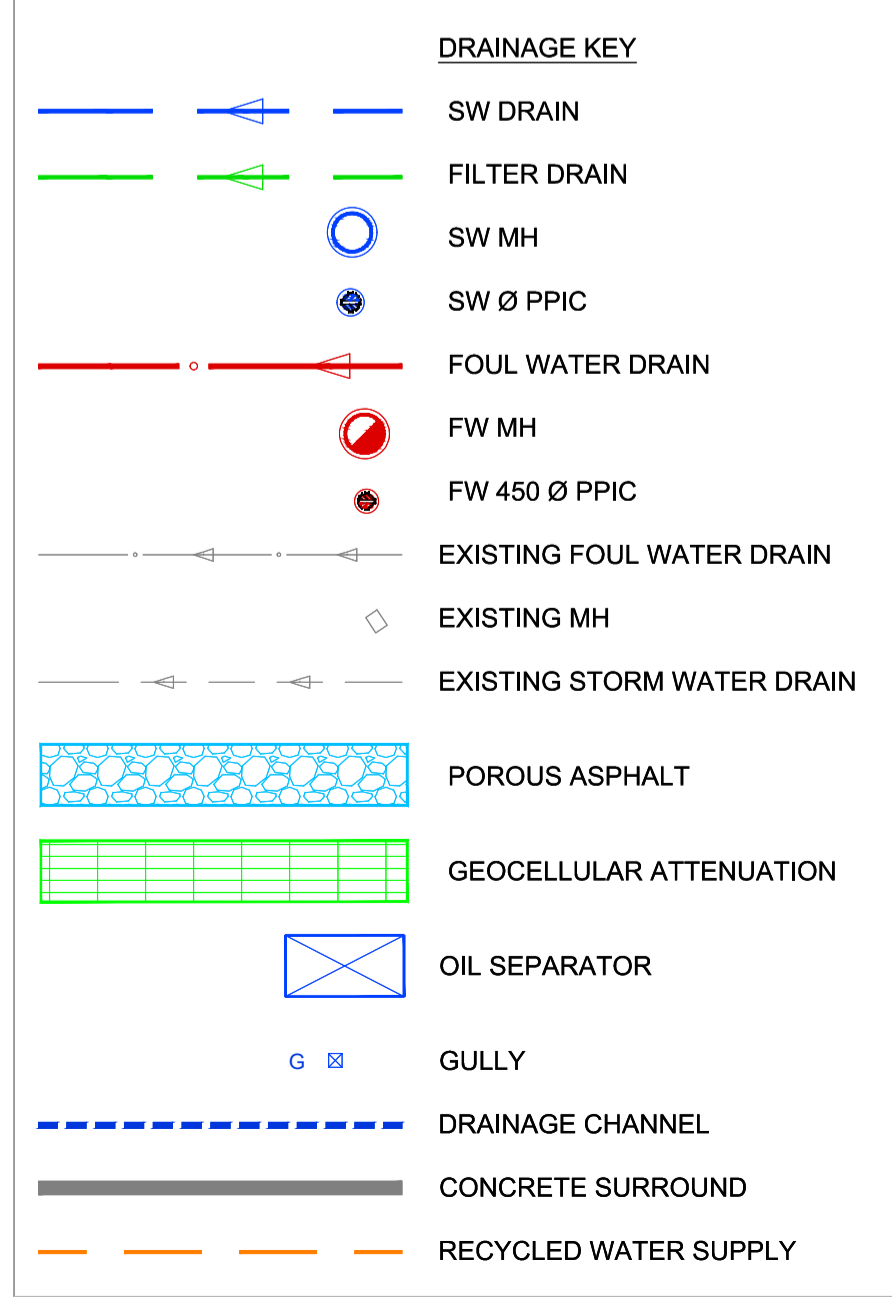 DRAINAGE KEY
SW DRAIN
FILTER DRAIN
SW MH
SW Ø PPIC
FOUL WATER DRAIN
FW MH
FW 450 Ø PPIC
EXISTING FOUL WATER DRAIN
EXISTING MH
EXISTING STORM WATER DRAIN
POROUS ASPHALT
GEOCELLULAR ATTENUATION
OIL SEPARATOR
G GULLY
DRAINAGE CHANNEL
CONCRETE SURROUND
RECYCLED WATER SUPPLY